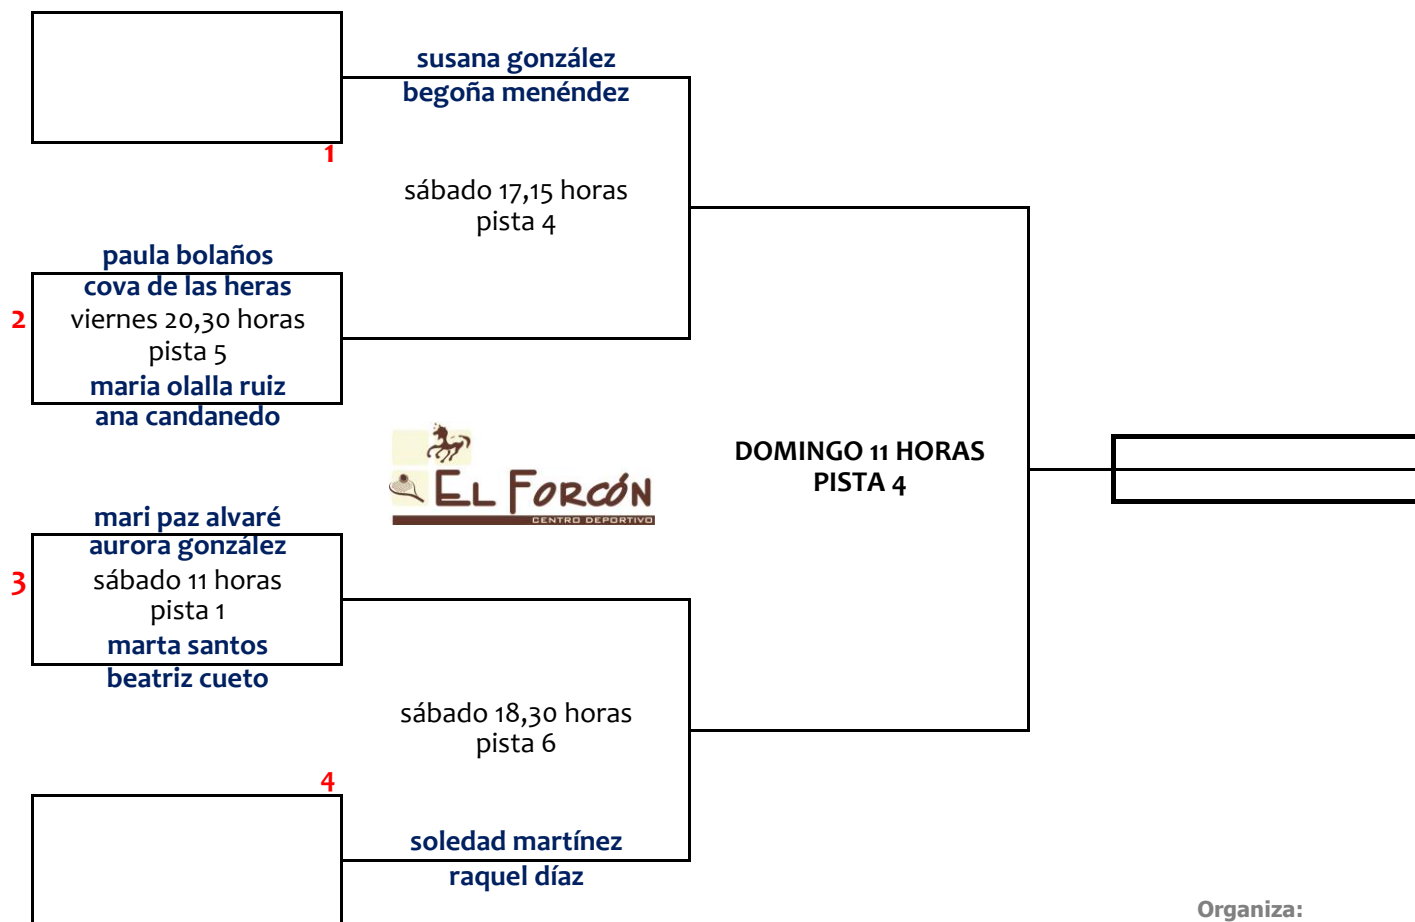 susana gonzález
begoña menéndez
1
sábado 17,15 horas
pista 4
paula bolaños
cova de las heras
2
viernes 20,30 horas
pista 5
maria olalla ruiz
ana candanedo
EL FORCÓN
CENTRO DEPORTIVO
DOMINGO 11 HORAS
PISTA 4
mari paz alvaré
aurora gonzález
3
sábado 11 horas
pista 1
marta santos
beatriz cueto
sábado 18,30 horas
pista 6
4
soledad martínez
raquel díaz
Organiza: